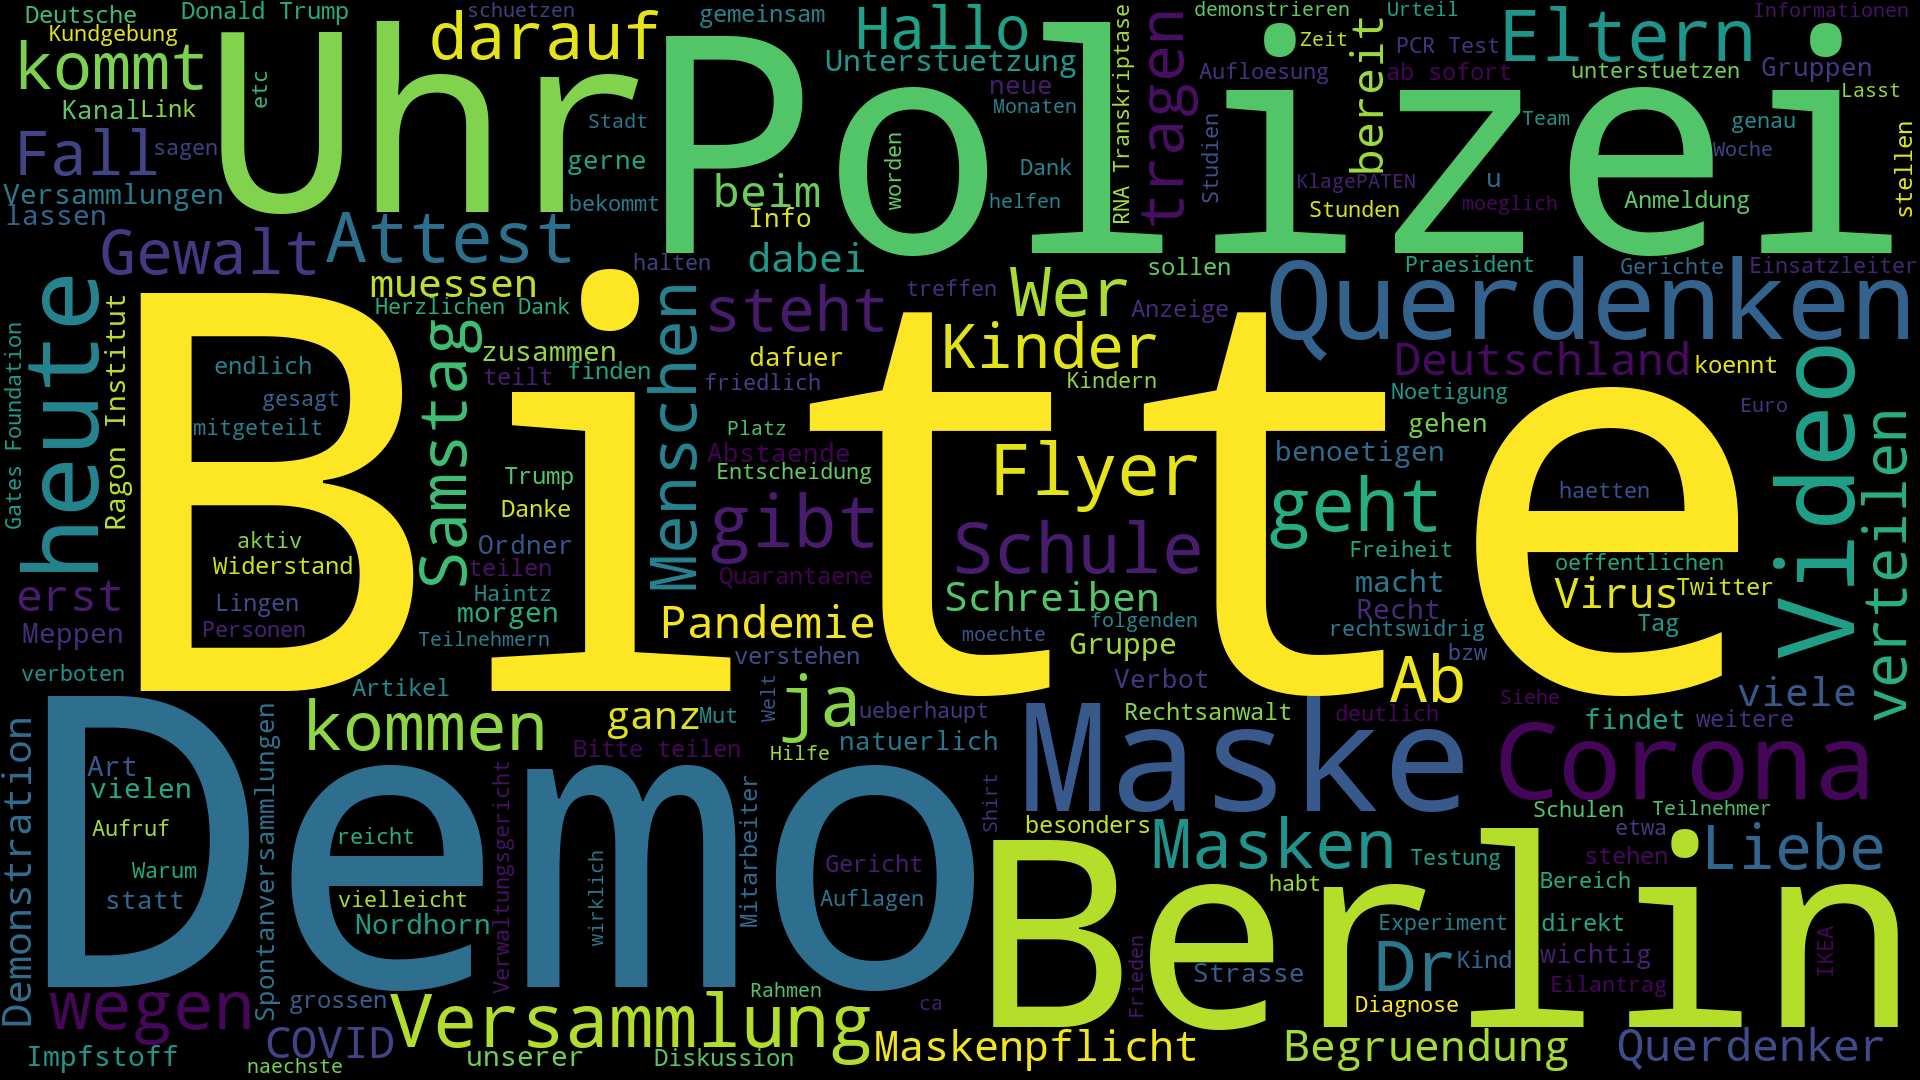 Deutsche
Donald Trump
schuetzen
gemeinsam
demonstrieren
Urteil
Informationen
Kundgebung
kommt
darauf
Hallo
Zeit
PCR Test
Eltern
Uhr
Polizei
etc
Unterstuetzung
Aufloesung
bereit
ab sofort
unterstuetzen
Gruppen
Kanal
Link
neue
Monaten
RNA Transkriptase
tragen
Lasst
Stadt
Team
genau
Fall
sagen
gerne
worden
Studien
Woche
stellen
Versammlungen
beim
Dank
KlagePATEN
u
lassen
bekommt
Info
helfen
Stunden
moeglich
Anmeldung
Gewalt
Attest
halten
dabei
sollen
Praesident
Gerichte
Einsatzleiter
muessen
Herzlichen Dank
treffen
Wer
Anzeige
Querdenken
heute
Bitte
Samstag
Menschen
steht
Gates Foundation
Ragon Institut
zusammen
dafuer
Kinder
Deutschland
koennt
endlich
teilt
finden
friedlich
Kindern
Noetigung
Video
gesagt
Euro
mitgeteilt
Platz
gehen
verteilen
Abstaende
Flyer
benoetigen
Trump
Entscheidung
geht
haetten
Danke
gibt
aktiv
Ordner
Schule
Freiheit
Widerstand
teilen
Quarantaene
macht
oeffentlichen
erst
Lingen
Haintz
Schreiben
Virus
Twitter
morgen
Recht
Meppen
Personen
Teilnehmern
Pandemie
moechte
folgenden
rechtswidrig
Tag
Gruppe
verboten
verstehen
bzw
Artikel
Welt
Verbot
Ab
Siehe
viele
kommen
ganz
Mut
ja
ueberhaupt
Rechtsanwalt
deutlich
findet
weitere
Demonstration
Demo
Spontanversammlungen
Bitte teilen
Hilfe
natuerlich
Maske
Corona
Art
vielen
Verwaltungsgericht
Mitarbeiter
Shirt
Schulen
Teilnehmer
Aufruf
reicht
besonders
Masken
etwa
Liebe
Warum
wirklich
Gericht
Testung
stehen
statt
vielleicht
Auflagen
Berlin
habt
Bereich
Nordhorn
Experiment
direkt
Frieden
Strasse
Dr
Kind
wichtig
IKEA
wegen
grossen
Rahmen
ca
Diagnose
Eilantrag
Impfstoff
COVID
Versammlung
Maskenpflicht
Begruendung
Querdenker
naechste
unserer
Diskussion